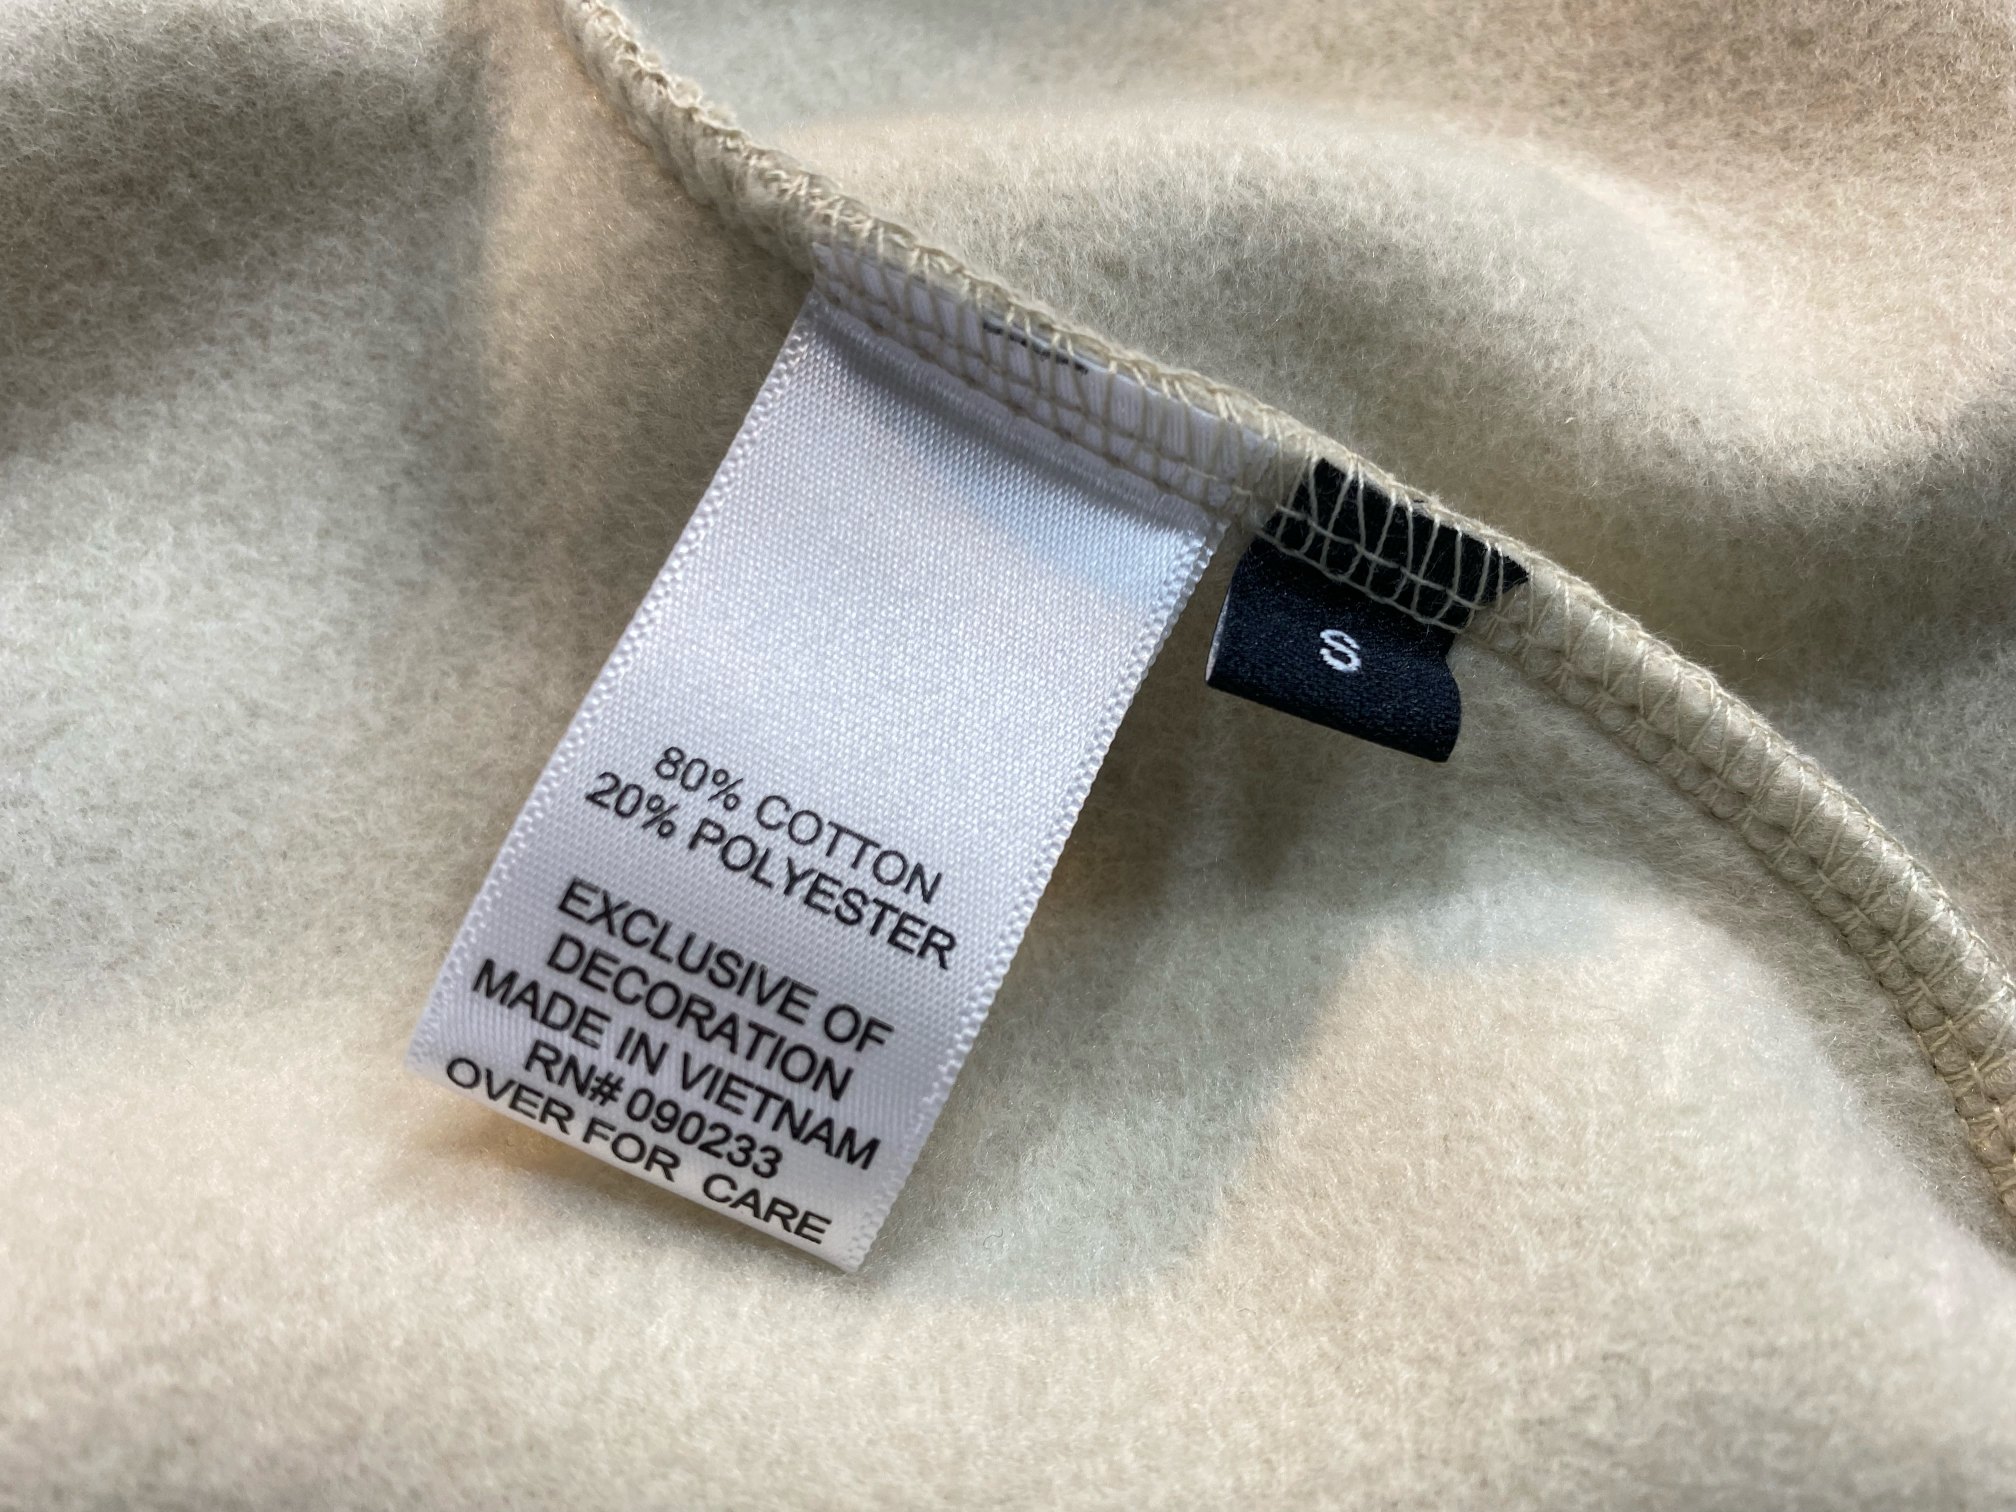 80% COTTON
20% POLYESTER
EXCLUSIVE OF
DECORATION
MADE IN VIETNAM
RN# 090233
OVER FOR CARE
S